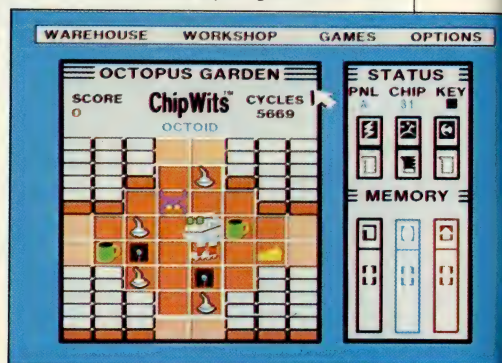 WAREHOUSE WORKSHOP GAMES OPTIONS
OCTOPUS GARDEN
SCORE ChipWits™ CYCLES
0 5669
OCTOID
STATUS
PNL CHIP KEY
A 31
MEMORY